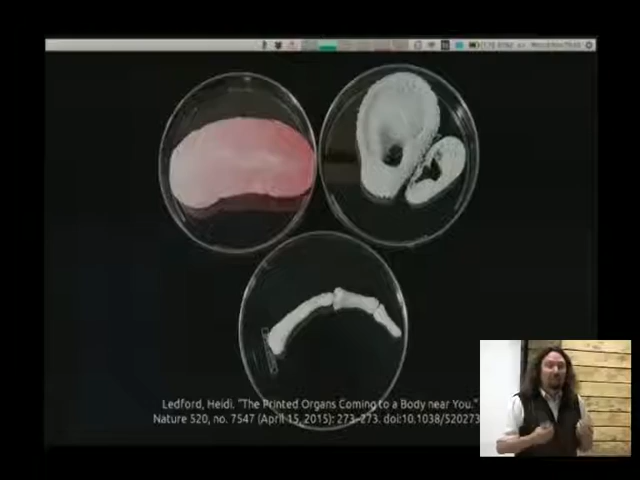 Ledford, Heidi. "The Printed Organs Coming to a Body near You."
Nature 520, no. 7547 (April 15, 2015): 273–273. doi:10.1038/520273